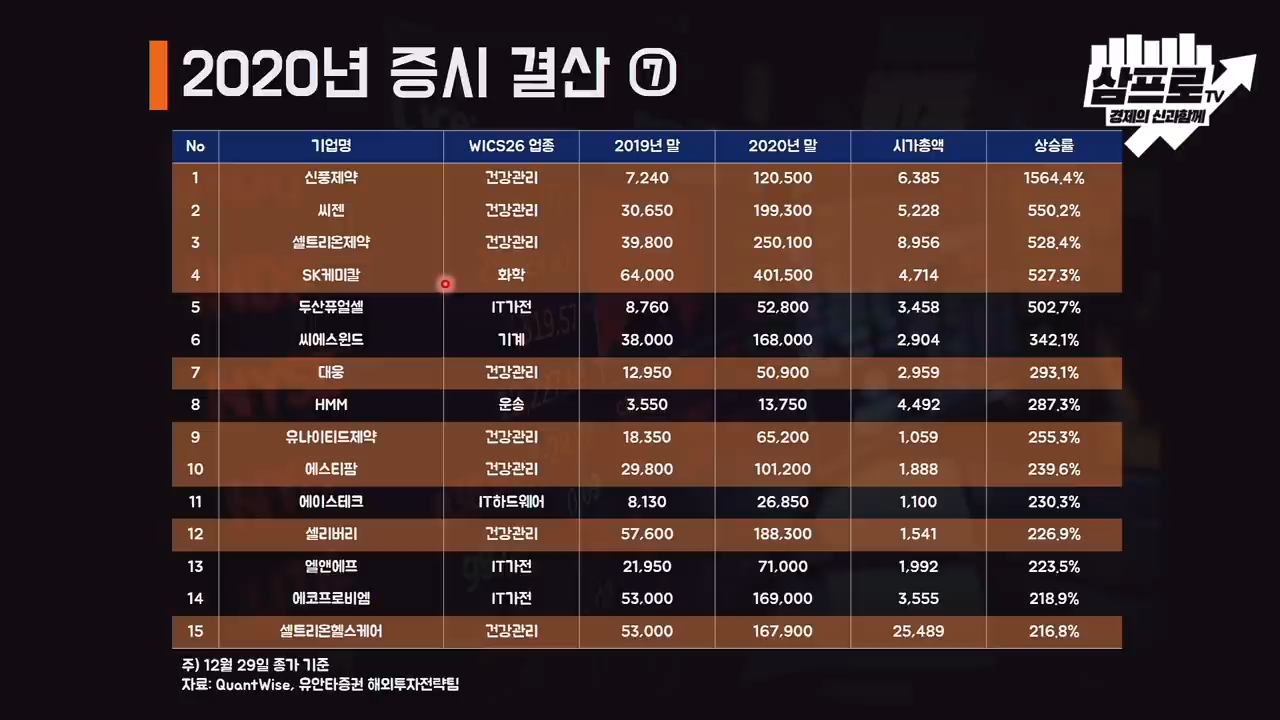 2020년 증시 결산 ⑦
삼프로TV
경제의 신과함께
No 기업명 WICS26 업종 2019년 말 2020년 말 시가총액 상승률
1 신풍제약 건강관리 7,240 120,500 6,385 1564.4%
2 씨젠 건강관리 30,650 199,300 5,228 550.2%
3 셀트리온제약 건강관리 39,800 250,100 8,956 528.4%
4 SK케미칼 화학 64,000 401,500 4,714 527.3%
5 두산퓨얼셀 IT가전 8,760 52,800 3,458 502.7%
6 씨에스윈드 기계 38,000 168,000 2,904 342.1%
7 대웅 건강관리 12,950 50,900 2,959 293.1%
8 HMM 운송 3,550 13,750 4,492 287.3%
9 유나이티드제약 건강관리 18,350 65,200 1,059 255.3%
10 에스티팜 건강관리 29,800 101,200 1,888 239.6%
11 에이스테크 IT하드웨어 8,130 26,850 1,100 230.3%
12 셀리버리 건강관리 57,600 188,300 1,541 226.9%
13 엘앤에프 IT가전 21,950 71,000 1,992 223.5%
14 에코프로비엠 IT가전 53,000 169,000 3,555 218.9%
15 셀트리온헬스케어 건강관리 53,000 167,900 25,489 216.8%
주) 12월 29일 종가 기준
자료: QuantWise, 유안타증권 해외투자전략팀